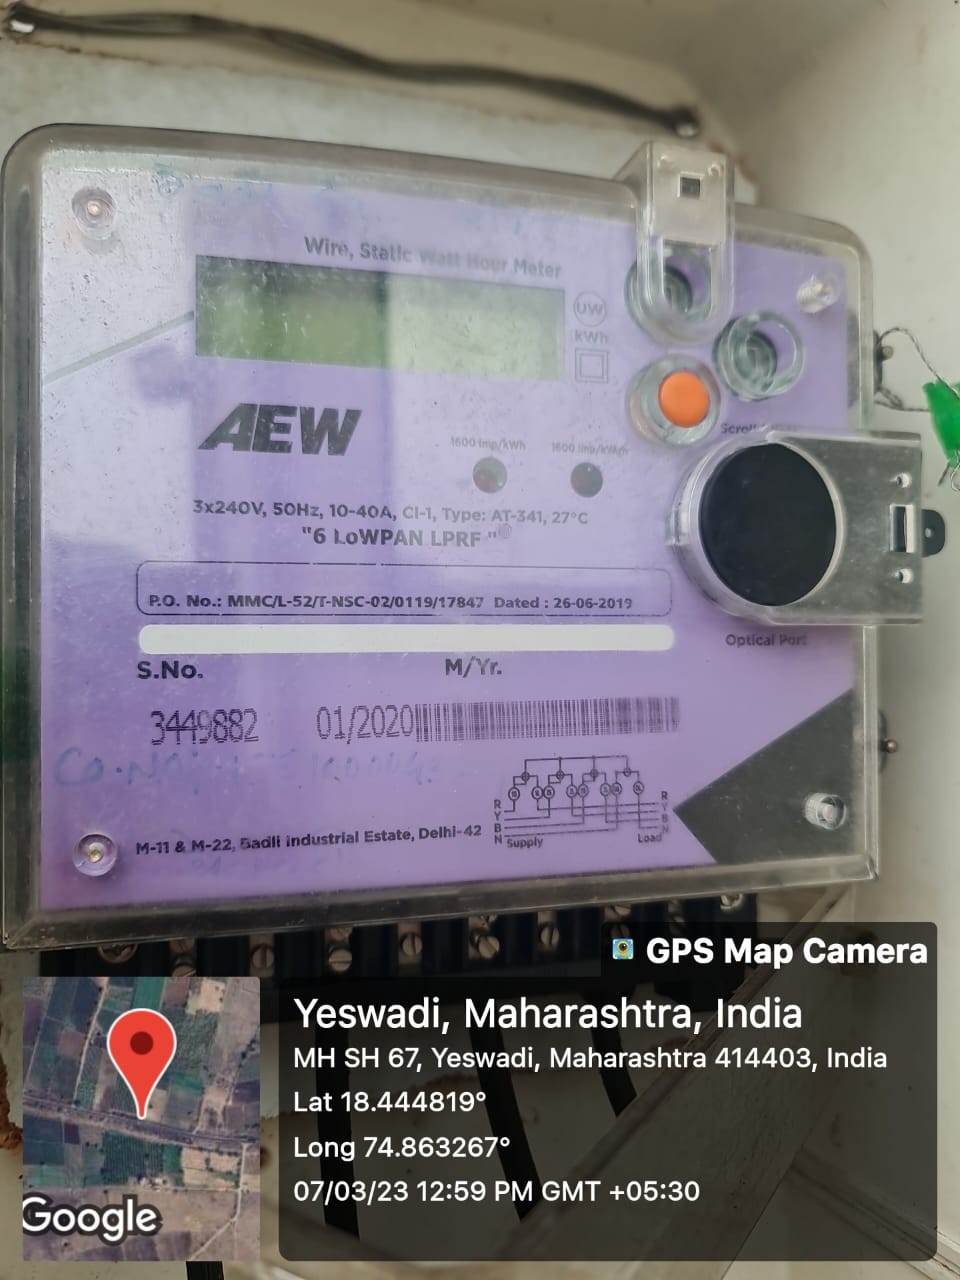 Wire, Static Watt Hour Meter
UW
kWh
AEW
1600 imp/kWh 1600 imp/kVArh
Scroll
3x240V, 50Hz, 10-40A, Cl-1, Type: AT-341, 27°C
"6 LoWPAN LPRF "
P.O. No.: MMC/L-52/T-NSC-02/0119/17847 Dated : 26-06-2019
Optical Port
S.No. M/Yr.
3449882 01/2020
R
Y
B
N
Supply
Load
R
Y
B
N
M-11 & M-22, Badli Industrial Estate, Delhi-42
GPS Map Camera
Yeswadi, Maharashtra, India
MH SH 67, Yeswadi, Maharashtra 414403, India
Lat 18.444819°
Long 74.863267°
07/03/23 12:59 PM GMT +05:30
Google